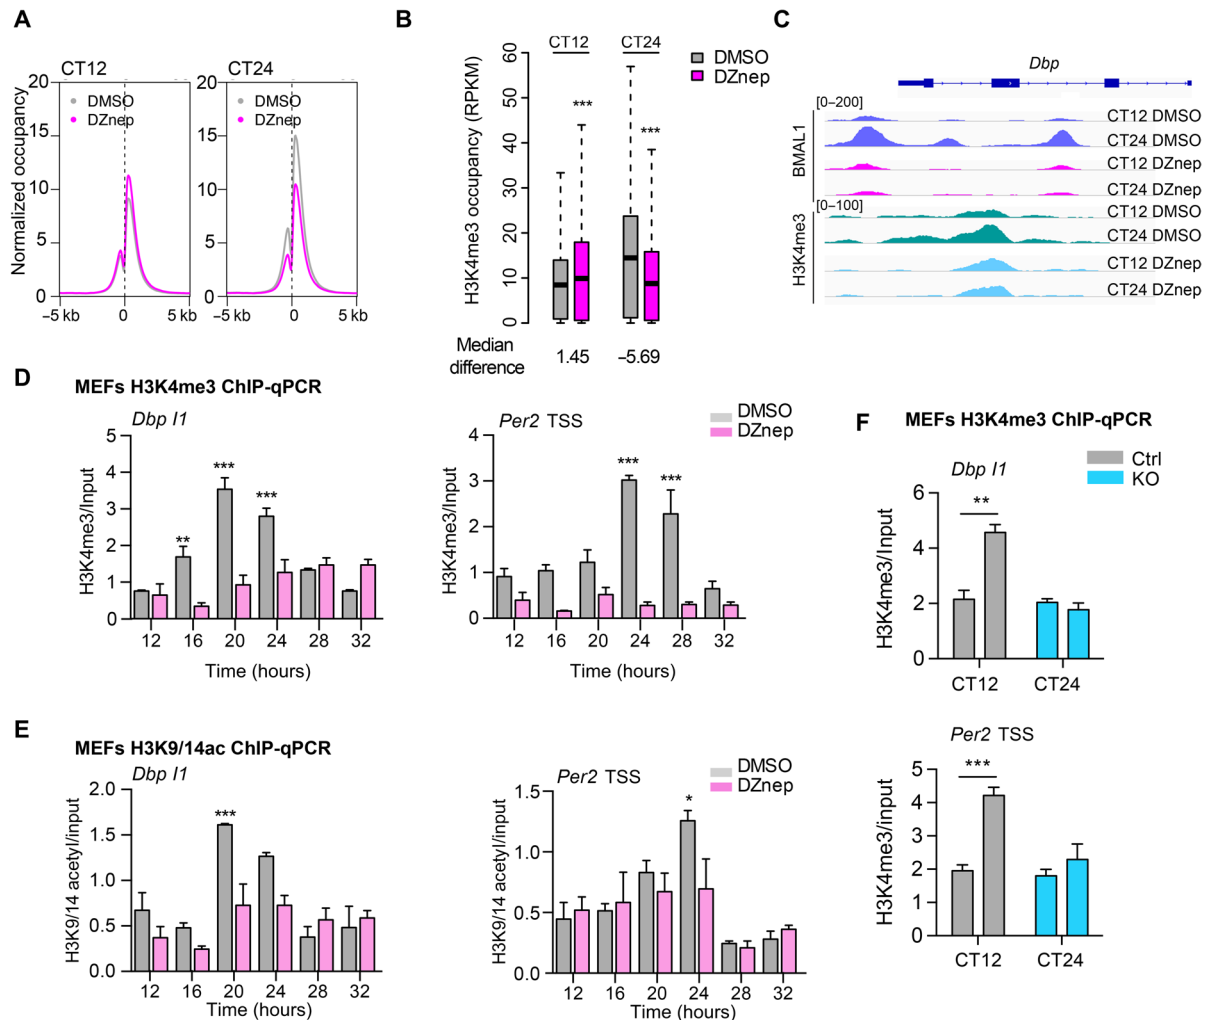 A
CT12
CT24
Normalized occupancy
20
15
10
5
0
DMSO
DZnep
20
15
10
5
0
DMSO
DZnep
−5 kb 0 5 kb
−5 kb 0 5 kb
B
CT12 CT24
DMSO
DZnep
H3K4me3 occupancy (RPKM)
60
50
40
30
20
10
0
***
***
Median difference
1.45 −5.69
C
Dbp
[0–200]
BMAL1
CT12 DMSO
CT24 DMSO
CT12 DZnep
CT24 DZnep
[0–100]
H3K4me3
CT12 DMSO
CT24 DMSO
CT12 DZnep
CT24 DZnep
D
MEFs H3K4me3 ChIP-qPCR
Dbp I1
H3K4me3/Input
5
4
3
2
1
0
**
***
***
12 16 20 24 28 32
Time (hours)
Per2 TSS
DMSO
DZnep
H3K4me3/Input
4
3
2
1
0
***
***
12 16 20 24 28 32
Time (hours)
E
MEFs H3K9/14ac ChIP-qPCR
Dbp I1
H3K9/14 acetyl/input
2.0
1.5
1.0
0.5
0.0
***
12 16 20 24 28 32
Time (hours)
Per2 TSS
DMSO
DZnep
H3K9/14 acetyl/input
1.5
1.0
0.5
0.0
*
12 16 20 24 28 32
Time (hours)
F
MEFs H3K4me3 ChIP-qPCR
Dbp I1
Ctrl
KO
H3K4me3/Input
6
4
2
0
**
CT12 CT24
Per2 TSS
H3K4me3/input
5
4
3
2
1
0
***
CT12 CT24